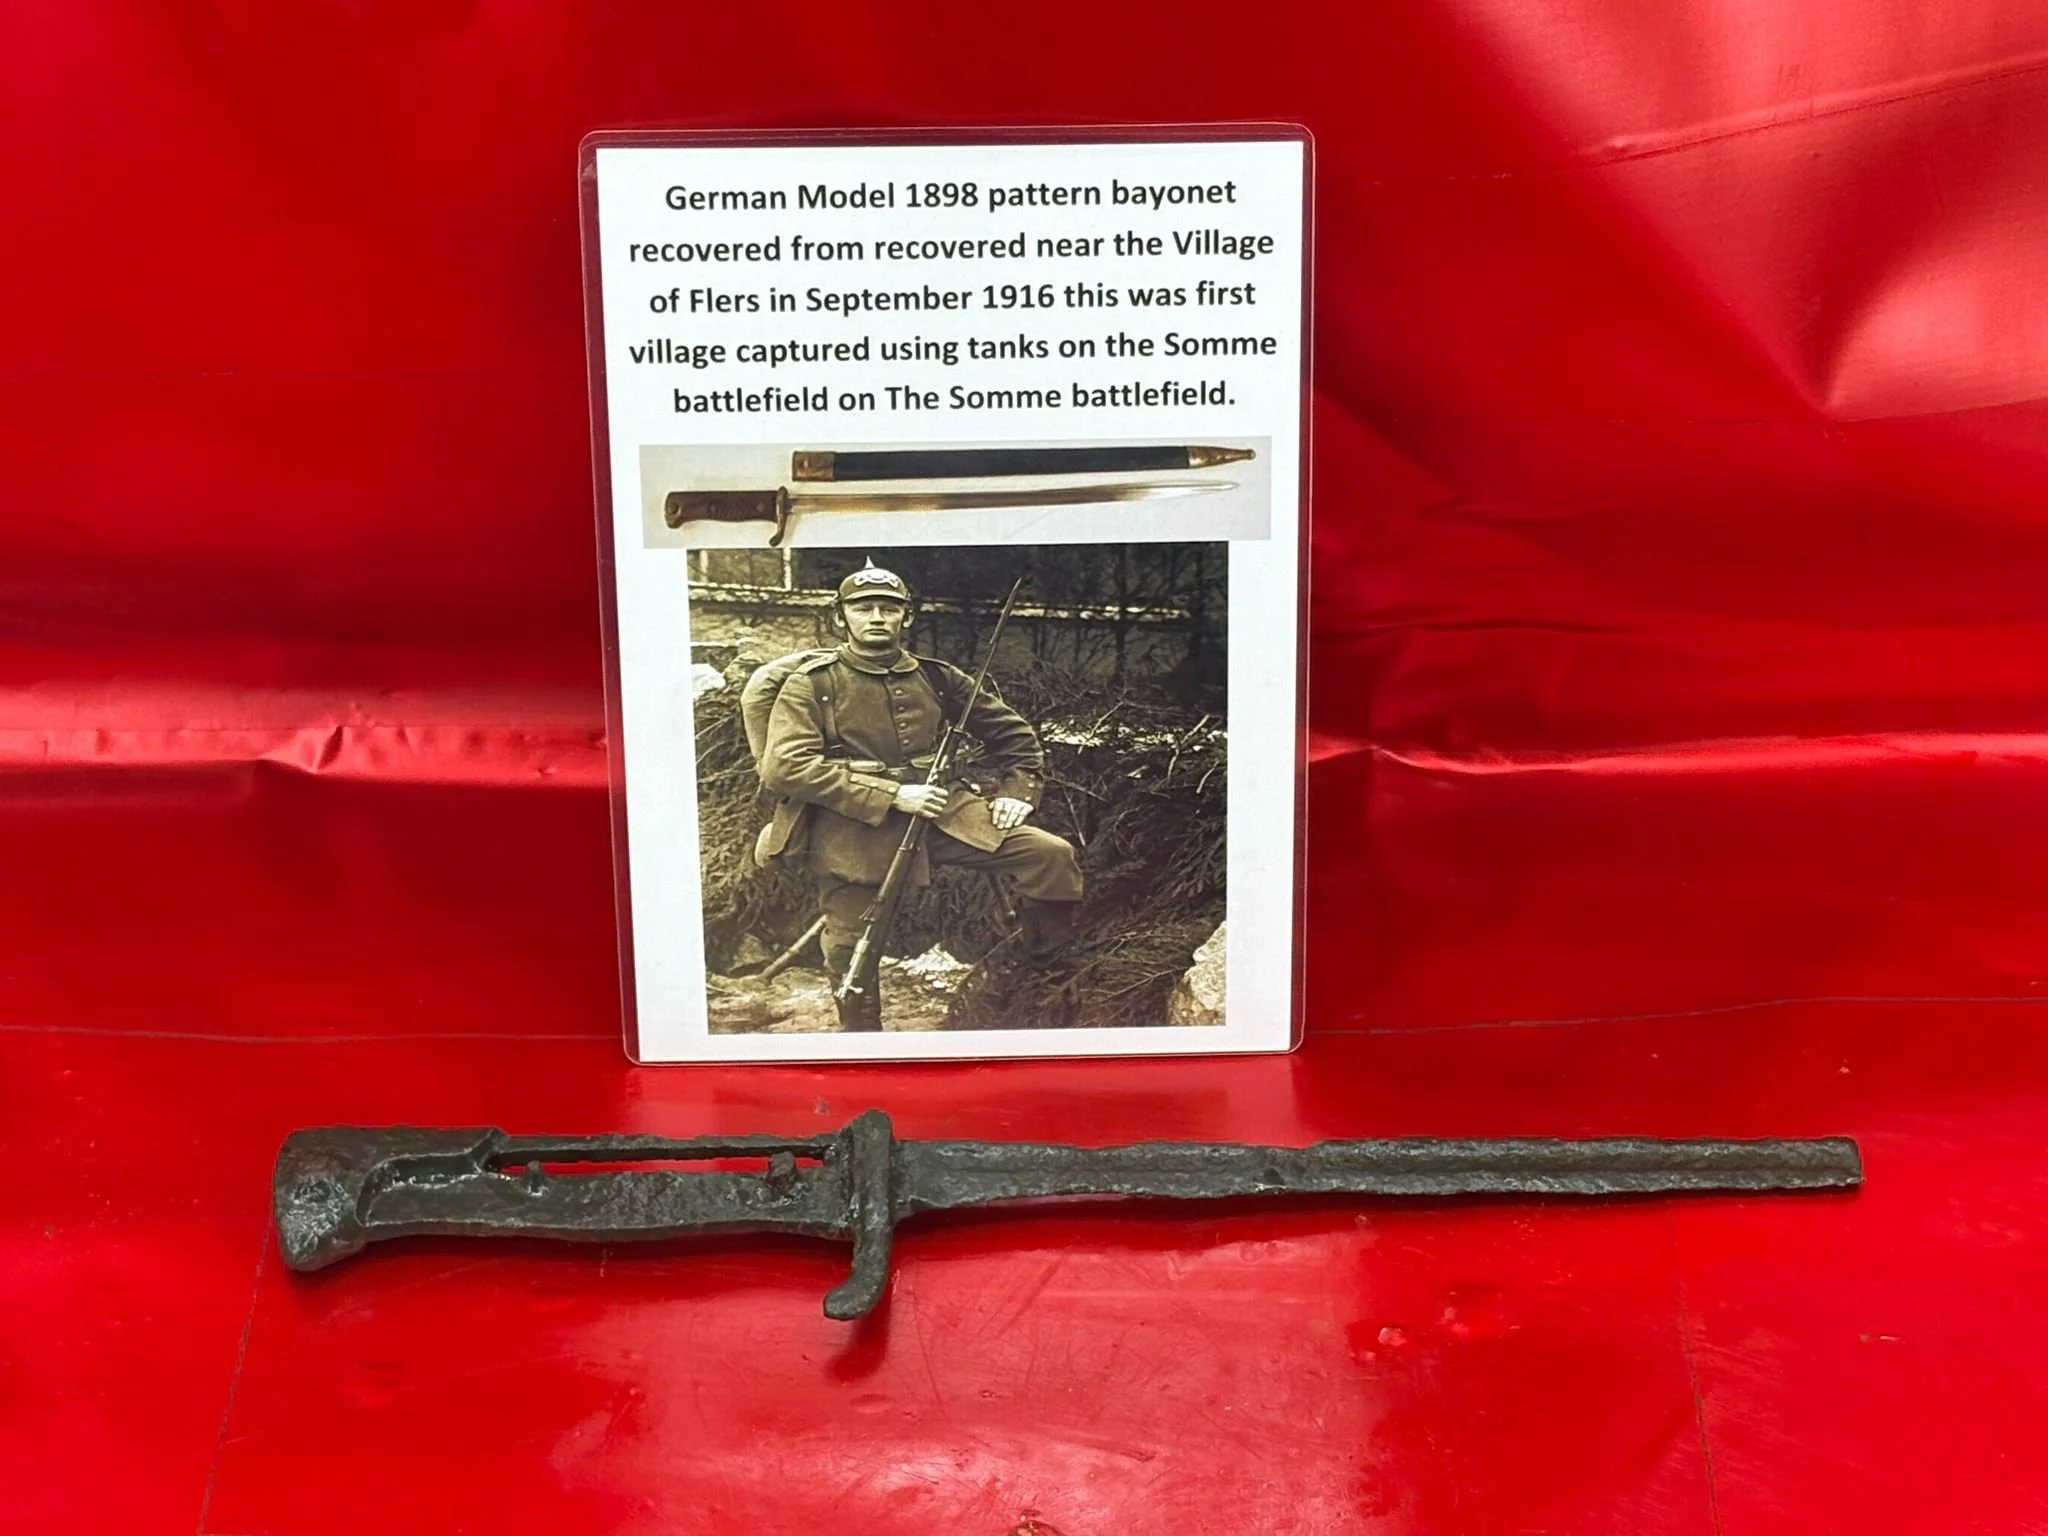 German Model 1898 pattern bayonet
recovered from recovered near the Village
of Flers in September 1916 this was first
village captured using tanks on the Somme
battlefield on The Somme battlefield.